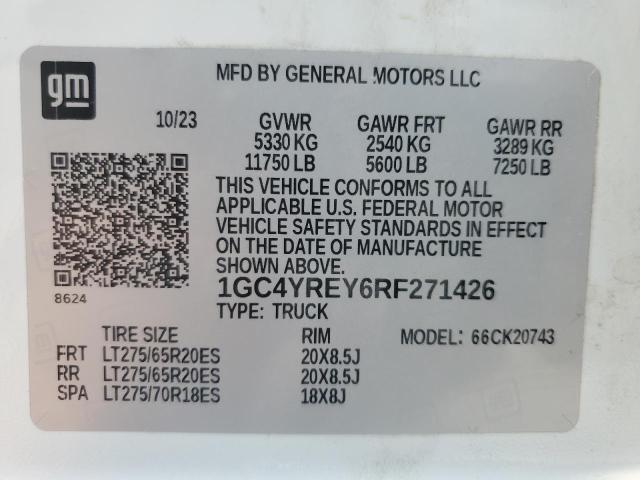 gm
MFD BY GENERAL MOTORS LLC
10/23 GVWR GAWR FRT GAWR RR
5330 KG 2540 KG 3289 KG
11750 LB 5600 LB 7250 LB
THIS VEHICLE CONFORMS TO ALL
APPLICABLE U.S. FEDERAL MOTOR
VEHICLE SAFETY STANDARDS IN EFFECT
ON THE DATE OF MANUFACTURE
SHOWN ABOVE.
8624
1GC4YREY6RF271426
TYPE: TRUCK
TIRE SIZE RIM MODEL: 66CK20743
FRT LT275/65R20ES 20X8.5J
RR LT275/65R20ES 20X8.5J
SPA LT275/70R18ES 18X8J